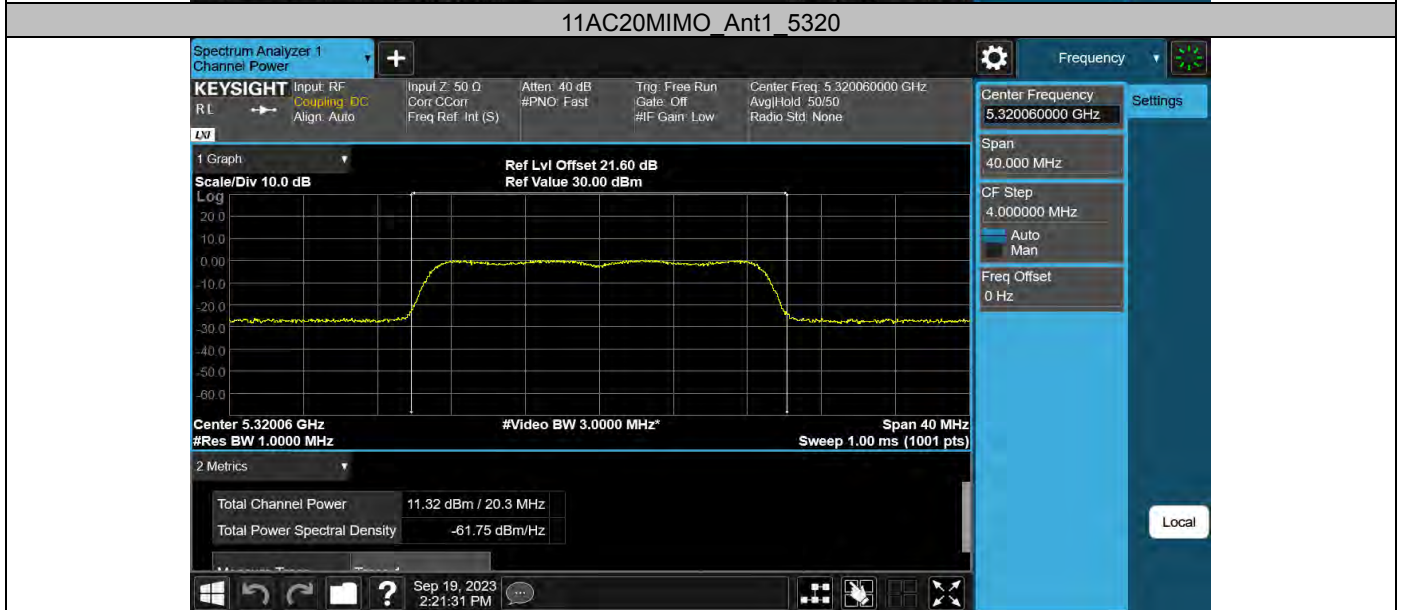 11AC20MIMO_Ant1_5320
Spectrum Analyzer 1
Channel Power
Frequency
KEYSIGHT
RL
LXI
Input: RF
Coupling: DC
Align: Auto
Input Z: 50 Ω
Corr CCorr
Freq Ref: Int (S)
Atten: 40 dB
#PNO: Fast
Trig: Free Run
Gate: Off
#IF Gain: Low
Center Freq: 5.320060000 GHz
Avg|Hold: 50/50
Radio Std: None
Center Frequency
5.320060000 GHz
Settings
Span
40.000 MHz
CF Step
4.000000 MHz
Auto
Man
Freq Offset
0 Hz
1 Graph
Ref Lvl Offset 21.60 dB
Scale/Div 10.0 dB
Ref Value 30.00 dBm
Log
20.0
10.0
0.00
-10.0
-20.0
-30.0
-40.0
-50.0
-60.0
Center 5.32006 GHz
#Video BW 3.0000 MHz*
Span 40 MHz
#Res BW 1.0000 MHz
Sweep 1.00 ms (1001 pts)
2 Metrics
Total Channel Power 11.32 dBm / 20.3 MHz
Total Power Spectral Density -61.75 dBm/Hz
Local
Sep 19, 2023
2:21:31 PM